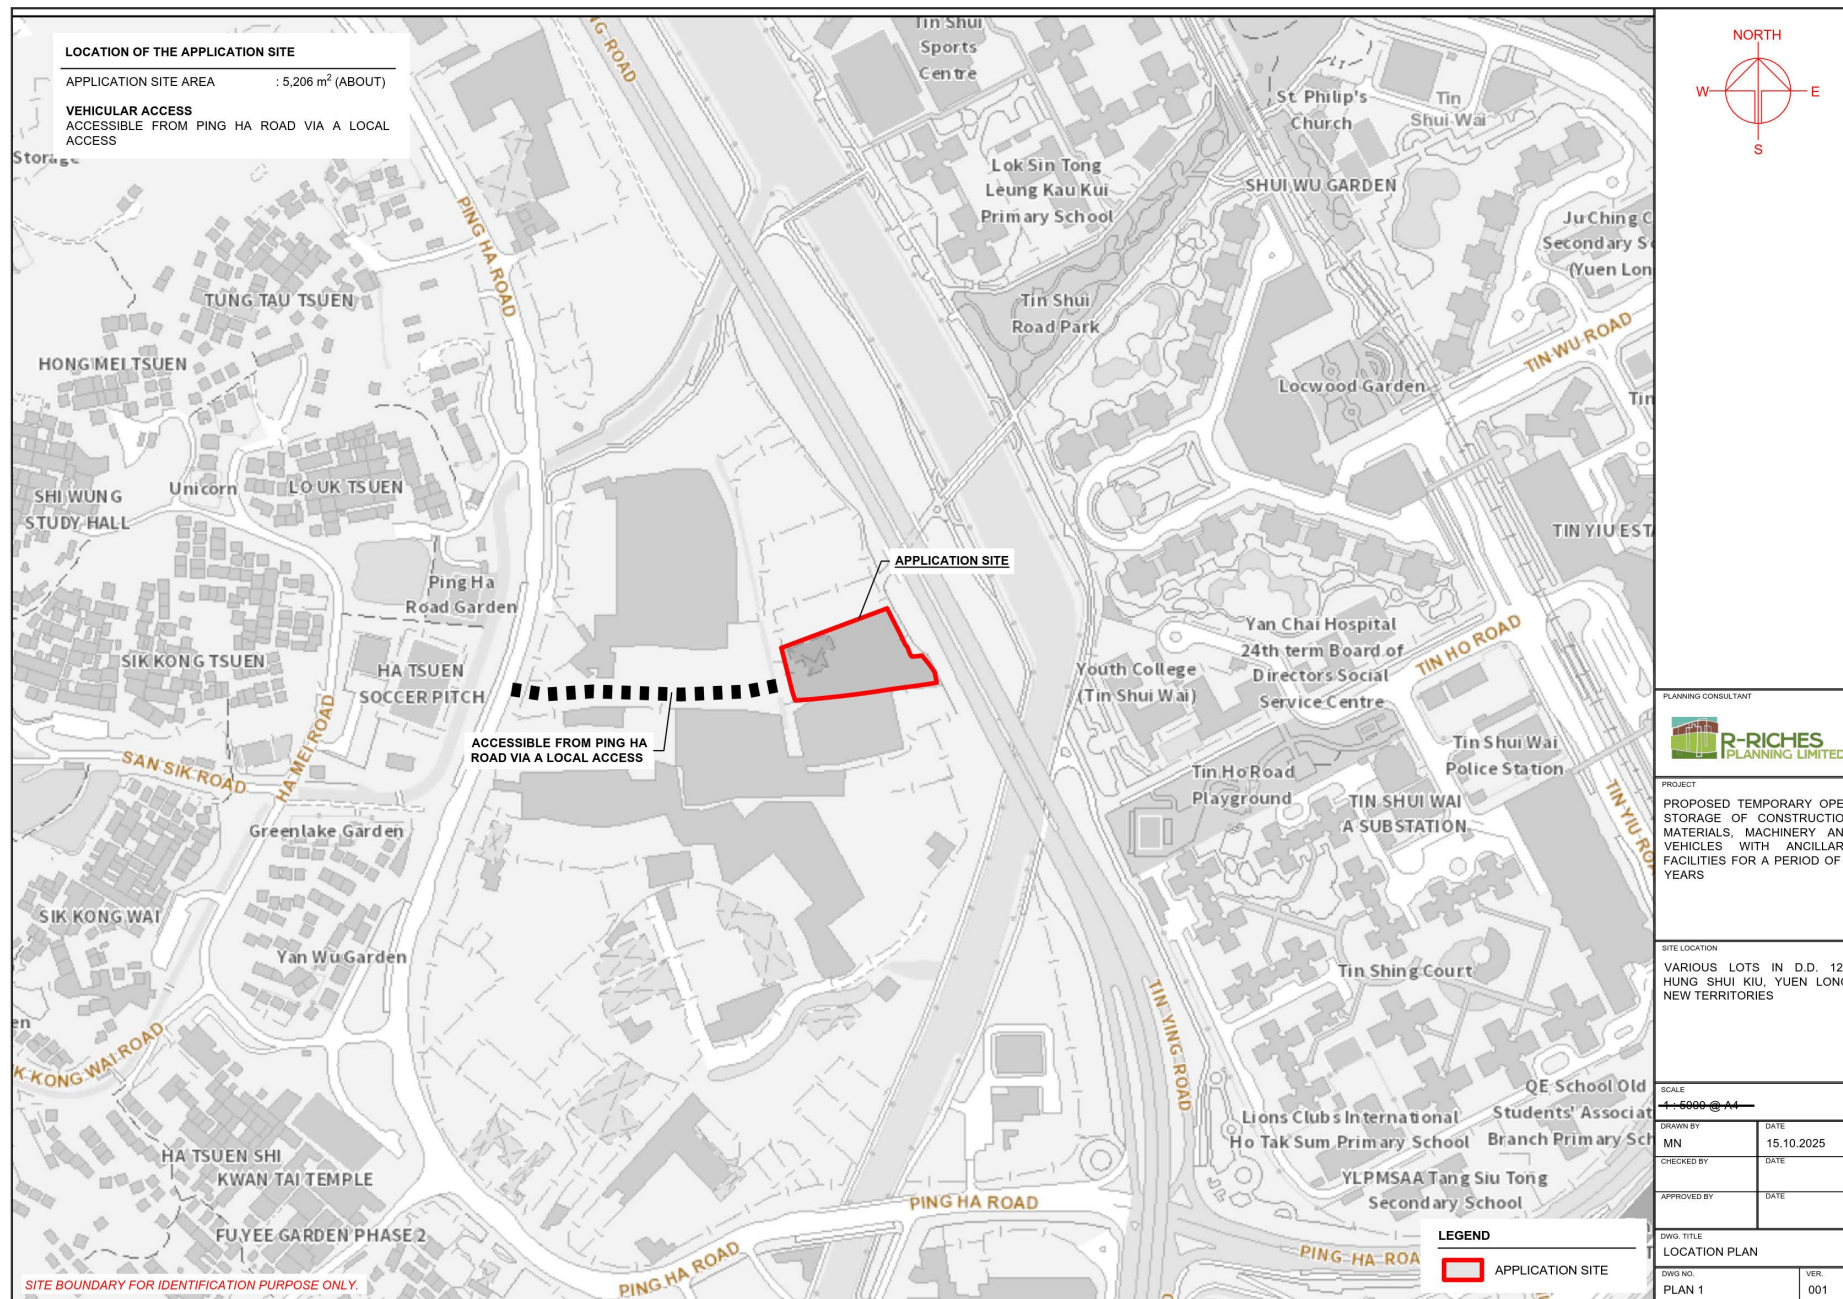 LOCATION OF THE APPLICATION SITE
APPLICATION SITE AREA : 5,206 m² (ABOUT)
VEHICULAR ACCESS
ACCESSIBLE FROM PING HA ROAD VIA A LOCAL
ACCESS
Storage
Tin Shui
Sports
Centre
NG ROAD
St. Philip's
Church
Tin
Shui Wai
Lok Sin Tong
Leung Kau Kui
Primary School
SHUI WU GARDEN
Ju Ching C
Secondary S
(Yuen Lon
PING HA ROAD
TUNG TAU TSUEN
Tin Shui
Road Park
HONG MEI TSUEN
TIN WU ROAD
Locwood Garden
Tin
SHI WUNG
STUDY HALL
Unicorn
LO UK TSUEN
TIN YIU EST
APPLICATION SITE
Ping Ha
Road Garden
Yan Chai Hospital
24th term Board of
Directors Social
Service Centre
TIN HO ROAD
SIK KONG TSUEN
HA TSUEN
SOCCER PITCH
Youth College
(Tin Shui Wai)
ACCESSIBLE FROM PING HA
ROAD VIA A LOCAL ACCESS
SAN SIK ROAD
HA MEI ROAD
Tin Shui Wai
Police Station
Tin Ho Road
Playground
TIN SHUI WAI
A SUBSTATION
TIN YIU RO
Greenlake Garden
SIK KONG WAI
Yan Wu Garden
Tin Shing Court
TIN YING ROAD
en
K KONG WAI ROAD
QE School Old
Students' Associat
Branch Primary Sch
Lions Clubs International
Ho Tak Sum Primary School
HA TSUEN SHI
KWAN TAI TEMPLE
YLPMSAA Tang Siu Tong
Secondary School
PING HA ROAD
FU YEE GARDEN PHASE 2
PING HA ROAD
PING HA ROA
LEGEND
APPLICATION SITE
SITE BOUNDARY FOR IDENTIFICATION PURPOSE ONLY.
NORTH
W
E
S
PLANNING CONSULTANT
R-RICHES
PLANNING LIMITED
PROJECT
PROPOSED TEMPORARY OPE
STORAGE OF CONSTRUCTIO
MATERIALS, MACHINERY AN
VEHICLES WITH ANCILLAR
FACILITIES FOR A PERIOD OF
YEARS
SITE LOCATION
VARIOUS LOTS IN D.D. 12
HUNG SHUI KIU, YUEN LONG
NEW TERRITORIES
SCALE
1 : 5000 @ A4
DRAWN BY
DATE
MN
15.10.2025
CHECKED BY
DATE
APPROVED BY
DATE
DWG. TITLE
LOCATION PLAN
DWG NO.
VER.
PLAN 1
001